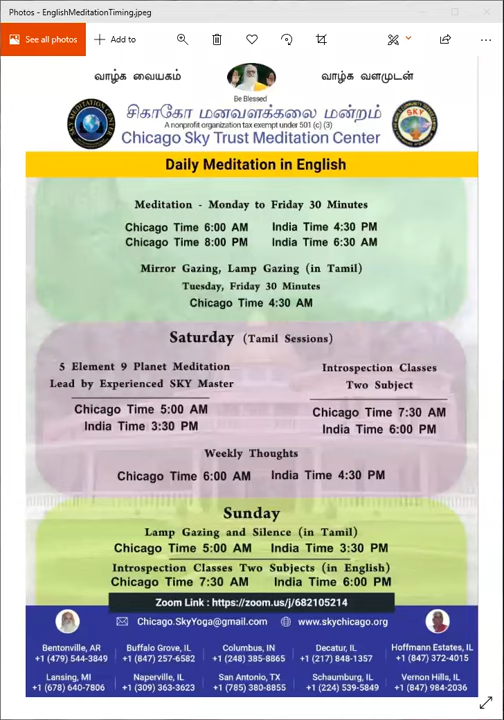 Photos - EnglishMeditationTiming.jpeg
See all photos + Add to
வாழ்க வையகம் வாழ்க வளமுடன்
Be Blessed
சிகாகோ மனவளக்கலை மன்றம்
A nonprofit organization tax exempt under 501 (c) (3)
Chicago Sky Trust Meditation Center
SKY
Daily Meditation in English
Meditation - Monday to Friday 30 Minutes
Chicago Time 6:00 AM India Time 4:30 PM
Chicago Time 8:00 PM India Time 6:30 AM
Mirror Gazing, Lamp Gazing (in Tamil)
Tuesday, Friday 30 Minutes
Chicago Time 4:30 AM
Saturday (Tamil Sessions)
5 Element 9 Planet Meditation
Lead by Experienced SKY Master
Chicago Time 5:00 AM
India Time 3:30 PM
Introspection Classes
Two Subject
Chicago Time 7:30 AM
India Time 6:00 PM
Weekly Thoughts
Chicago Time 6:00 AM India Time 4:30 PM
Sunday
Lamp Gazing and Silence (in Tamil)
Chicago Time 5:00 AM India Time 3:30 PM
Introspection Classes Two Subjects (in English)
Chicago Time 7:30 AM India Time 6:00 PM
Zoom Link : https://zoom.us/j/682105214
Chicago.SkyYoga@gmail.com www.skychicago.org
Bentonville, AR Buffalo Grove, IL Columbus, IN Decatur, IL Hoffmann Estates, IL
+1 (479) 544-3849 +1 (847) 257-6582 +1 (248) 385-8865 +1 (217) 848-1357 +1 (847) 372-4015
Lansing, MI Naperville, IL San Antonio, TX Schaumburg, IL Vernon Hills, IL
+1 (678) 640-7806 +1 (309) 363-3623 +1 (785) 380-8855 +1 (224) 539-5849 +1 (847) 984-2036